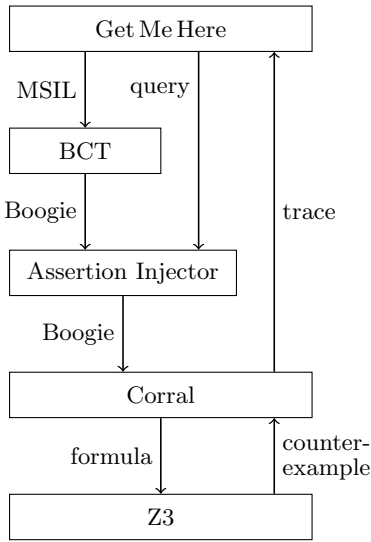 Get Me Here
MSIL
query
BCT
Boogie
trace
Assertion Injector
Boogie
Corral
formula
counter-
example
Z3